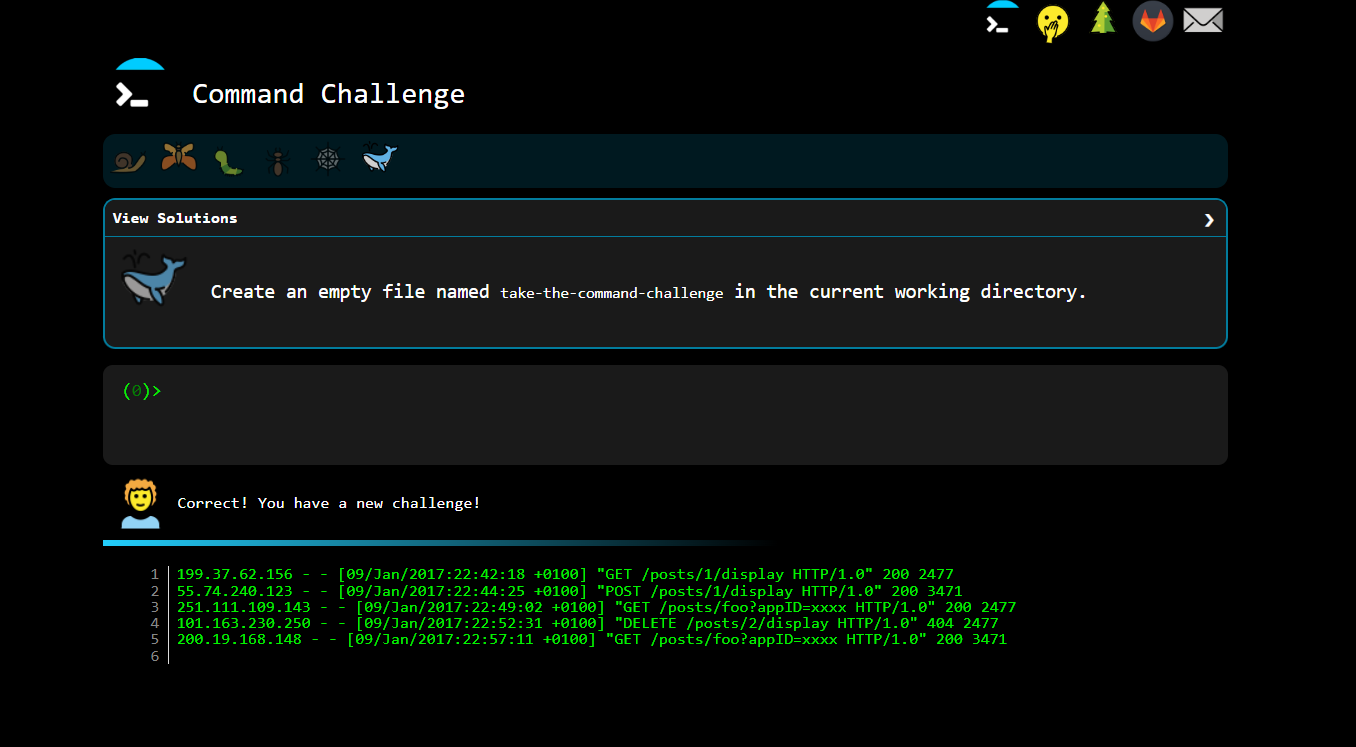 Command Challenge
View Solutions
Create an empty file named take-the-command-challenge in the current working directory.
(0)>
Correct! You have a new challenge!
1 199.37.62.156 - - [09/Jan/2017:22:42:18 +0100] "GET /posts/1/display HTTP/1.0" 200 2477
2 55.74.240.123 - - [09/Jan/2017:22:44:25 +0100] "POST /posts/1/display HTTP/1.0" 200 3471
3 251.111.109.143 - - [09/Jan/2017:22:49:02 +0100] "GET /posts/foo?appID=xxxx HTTP/1.0" 200 2477
4 101.163.230.250 - - [09/Jan/2017:22:52:31 +0100] "DELETE /posts/2/display HTTP/1.0" 404 2477
5 200.19.168.148 - - [09/Jan/2017:22:57:11 +0100] "GET /posts/foo?appID=xxxx HTTP/1.0" 200 3471
6